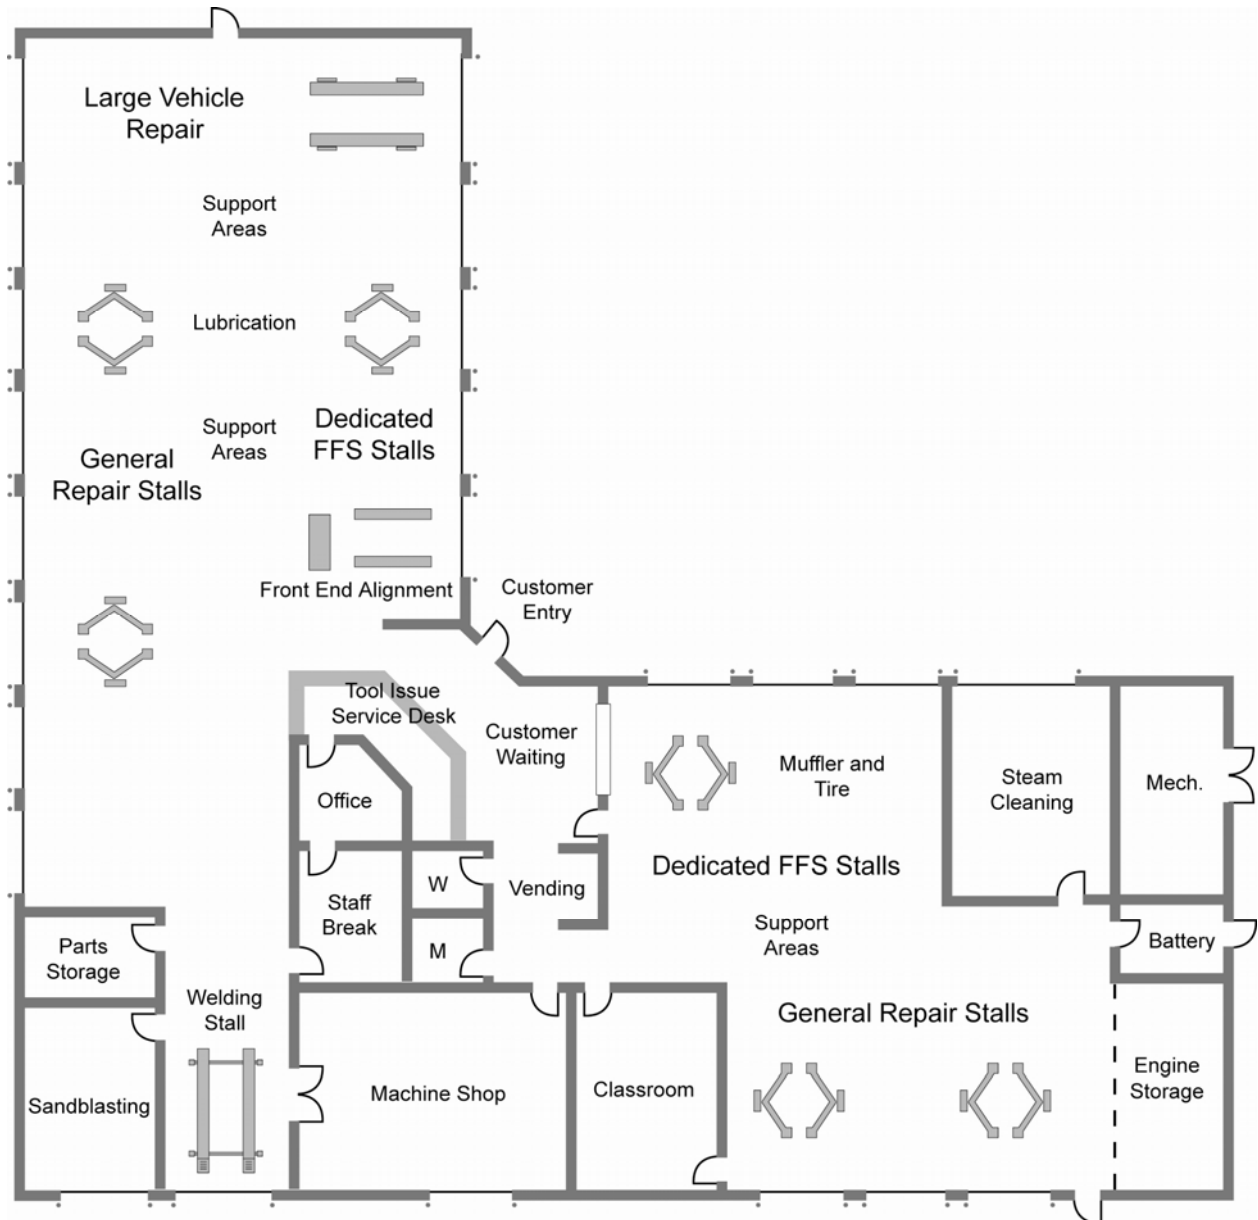 Large Vehicle
Repair
Support
Areas
Lubrication
Support
Areas
Dedicated
FFS Stalls
General
Repair Stalls
Front End Alignment
Customer
Entry
Tool Issue
Service Desk
Customer
Waiting
Muffler and
Tire
Steam
Cleaning
Mech.
Office
Dedicated FFS Stalls
W
Vending
Staff
Break
Support
Areas
Battery
M
Parts
Storage
Welding
Stall
General Repair Stalls
Engine
Storage
Sandblasting
Machine Shop
Classroom